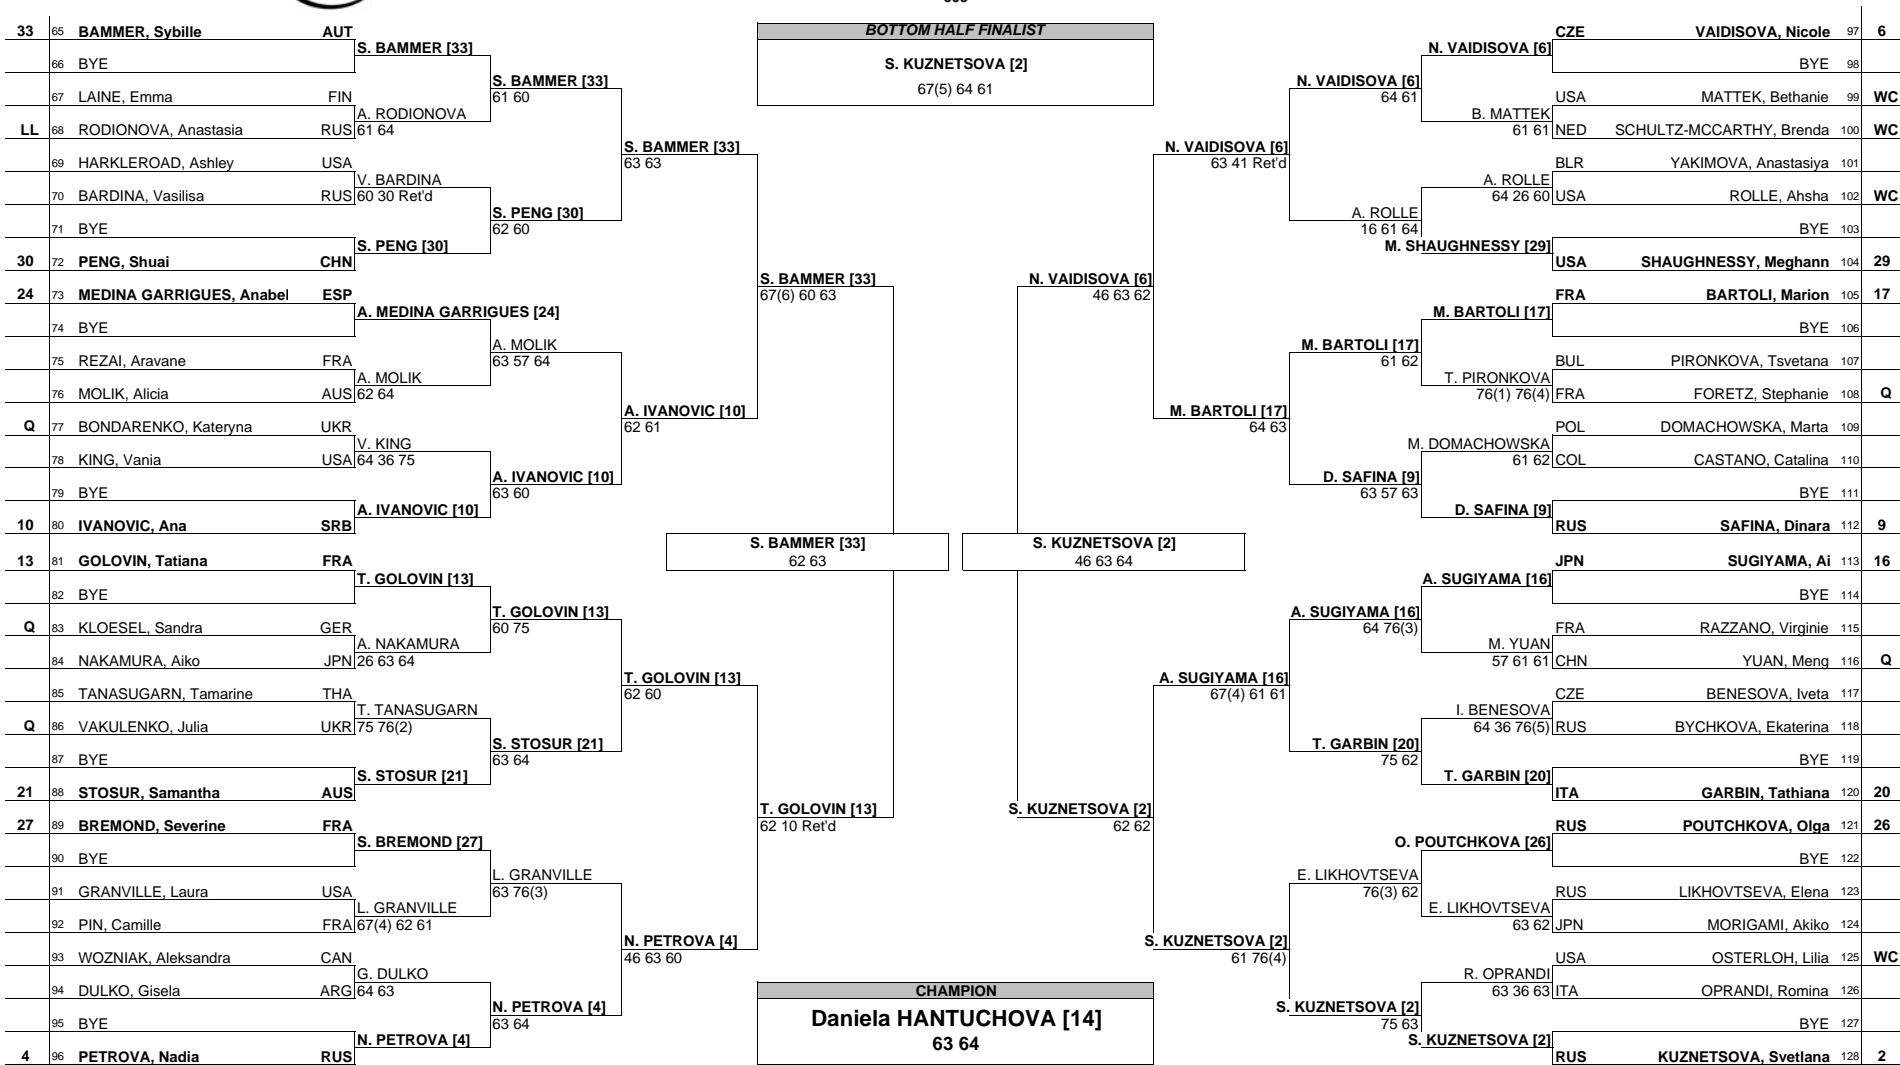 33 65 BAMMER, Sybille AUT
S. BAMMER [33]
66 BYE
S. BAMMER [33]
61 60
67 LAINE, Emma FIN
A. RODIONOVA
61 64
LL 68 RODIONOVA, Anastasia RUS
S. BAMMER [33]
63 63
69 HARKLEROAD, Ashley USA
V. BARDINA
60 30 Ret'd
70 BARDINA, Vasilisa RUS
S. PENG [30]
62 60
71 BYE
S. PENG [30]
30 72 PENG, Shuai CHN
S. BAMMER [33]
67(6) 60 63
24 73 MEDINA GARRIGUES, Anabel ESP
A. MEDINA GARRIGUES [24]
74 BYE
A. MOLIK
63 57 64
75 REZAI, Aravane FRA
A. MOLIK
62 64
76 MOLIK, Alicia AUS
A. IVANOVIC [10]
62 61
Q 77 BONDARENKO, Kateryna UKR
V. KING
64 36 75
78 KING, Vania USA
A. IVANOVIC [10]
63 60
79 BYE
A. IVANOVIC [10]
10 80 IVANOVIC, Ana SRB
S. BAMMER [33]
62 63
13 81 GOLOVIN, Tatiana FRA
T. GOLOVIN [13]
82 BYE
T. GOLOVIN [13]
60 75
Q 83 KLOESEL, Sandra GER
A. NAKAMURA
26 63 64
84 NAKAMURA, Aiko JPN
T. GOLOVIN [13]
62 60
85 TANASUGARN, Tamarine THA
T. TANASUGARN
75 76(2)
Q 86 VAKULENKO, Julia UKR
S. STOSUR [21]
63 64
87 BYE
S. STOSUR [21]
21 88 STOSUR, Samantha AUS
T. GOLOVIN [13]
62 10 Ret'd
27 89 BREMOND, Severine FRA
S. BREMOND [27]
90 BYE
L. GRANVILLE
63 76(3)
91 GRANVILLE, Laura USA
L. GRANVILLE
67(4) 62 61
92 PIN, Camille FRA
N. PETROVA [4]
46 63 60
93 WOZNIAK, Aleksandra CAN
G. DULKO
64 63
94 DULKO, Gisela ARG
N. PETROVA [4]
63 64
95 BYE
N. PETROVA [4]
4 96 PETROVA, Nadia RUS
BOTTOM HALF FINALIST
S. KUZNETSOVA [2]
67(5) 64 61
CZE VAIDISOVA, Nicole 97 6
N. VAIDISOVA [6]
BYE 98
N. VAIDISOVA [6]
64 61
USA MATTEK, Bethanie 99 WC
B. MATTEK
61 61
NED SCHULTZ-MCCARTHY, Brenda 100 WC
N. VAIDISOVA [6]
63 41 Ret'd
BLR YAKIMOVA, Anastasiya 101
A. ROLLE
64 26 60
USA ROLLE, Ahsha 102 WC
A. ROLLE
16 61 64
BYE 103
M. SHAUGHNESSY [29]
USA SHAUGHNESSY, Meghann 104 29
N. VAIDISOVA [6]
46 63 62
FRA BARTOLI, Marion 105 17
M. BARTOLI [17]
BYE 106
M. BARTOLI [17]
61 62
BUL PIRONKOVA, Tsvetana 107
T. PIRONKOVA
76(1) 76(4)
FRA FORETZ, Stephanie 108 Q
M. BARTOLI [17]
64 63
POL DOMACHOWSKA, Marta 109
M. DOMACHOWSKA
61 62
COL CASTANO, Catalina 110
D. SAFINA [9]
63 57 63
BYE 111
D. SAFINA [9]
RUS SAFINA, Dinara 112 9
S. KUZNETSOVA [2]
46 63 64
JPN SUGIYAMA, Ai 113 16
A. SUGIYAMA [16]
BYE 114
A. SUGIYAMA [16]
64 76(3)
FRA RAZZANO, Virginie 115
M. YUAN
57 61 61
CHN YUAN, Meng 116 Q
A. SUGIYAMA [16]
67(4) 61 61
CZE BENESOVA, Iveta 117
I. BENESOVA
64 36 76(5)
RUS BYCHKOVA, Ekaterina 118
T. GARBIN [20]
75 62
BYE 119
T. GARBIN [20]
ITA GARBIN, Tathiana 120 20
S. KUZNETSOVA [2]
62 62
RUS POUTCHKOVA, Olga 121 26
O. POUTCHKOVA [26]
BYE 122
E. LIKHOVTSEVA
76(3) 62
RUS LIKHOVTSEVA, Elena 123
E. LIKHOVTSEVA
63 62
JPN MORIGAMI, Akiko 124
S. KUZNETSOVA [2]
61 76(4)
USA OSTERLOH, Lilia 125 WC
R. OPRANDI
63 36 63
ITA OPRANDI, Romina 126
S. KUZNETSOVA [2]
75 63
BYE 127
S. KUZNETSOVA [2]
RUS KUZNETSOVA, Svetlana 128 2
CHAMPION
Daniela HANTUCHOVA [14]
63 64